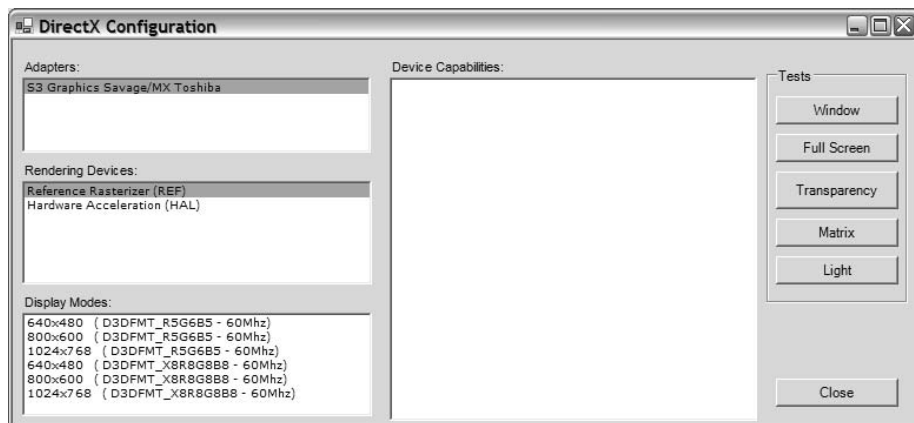 DirectX Configuration
Adapters:
S3 Graphics Savage/MX Toshiba
Rendering Devices:
Reference Rasterizer (REF)
Hardware Acceleration (HAL)
Display Modes:
640x480 ( D3DFMT_R5G6B5 - 60Mhz)
800x600 ( D3DFMT_R5G6B5 - 60Mhz)
1024x768 ( D3DFMT_R5G6B5 - 60Mhz)
640x480 ( D3DFMT_X8R8G8B8 - 60Mhz)
800x600 ( D3DFMT_X8R8G8B8 - 60Mhz)
1024x768 ( D3DFMT_X8R8G8B8 - 60Mhz)
Device Capabilities:
Tests
Window
Full Screen
Transparency
Matrix
Light
Close